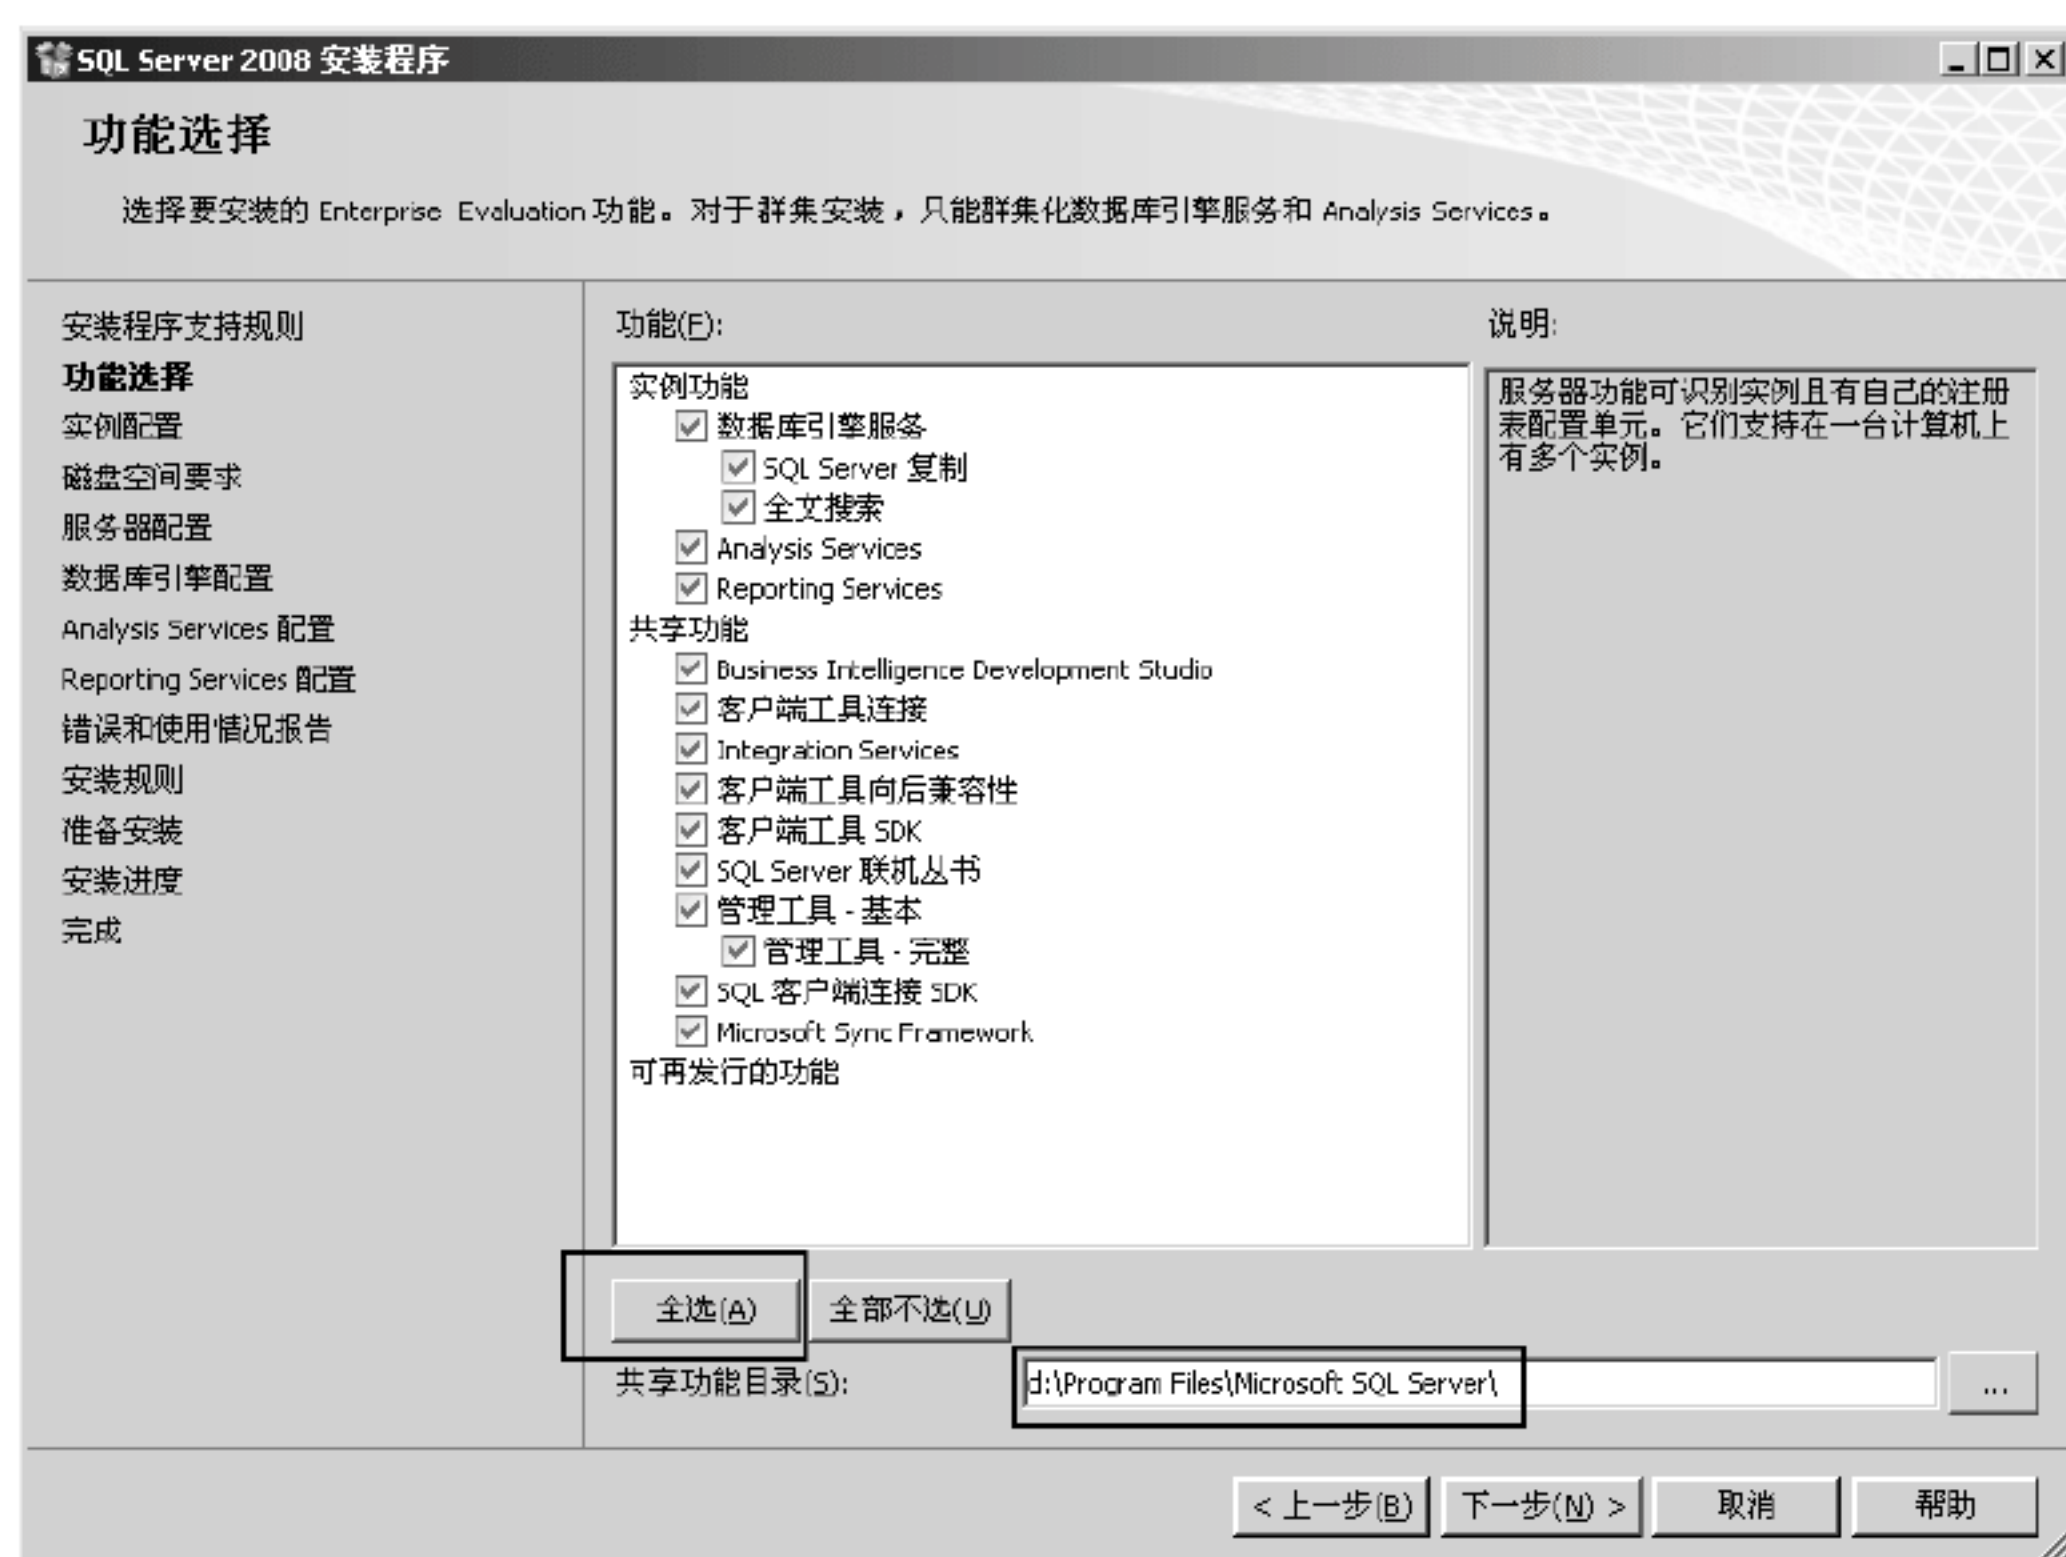 SQL Server 2008 安装程序
功能选择
选择要安装的 Enterprise Evaluation 功能。对于群集安装，只能群集化数据库引擎服务和 Analysis Services。
安装程序支持规则
功能选择
实例配置
磁盘空间要求
服务器配置
数据库引擎配置
Analysis Services 配置
Reporting Services 配置
错误和使用情况报告
安装规则
准备安装
安装进度
完成
功能(F):
实例功能
数据库引擎服务
SQL Server 复制
全文搜索
Analysis Services
Reporting Services
共享功能
Business Intelligence Development Studio
客户端工具连接
Integration Services
客户端工具向后兼容性
客户端工具 SDK
SQL Server 联机丛书
管理工具 - 基本
管理工具 - 完整
SQL 客户端连接 SDK
Microsoft Sync Framework
可再发行的功能
说明:
服务器功能可识别实例且有自己的注册
表配置单元。它们支持在一台计算机上
有多个实例。
全选(A) 全部不选(U)
共享功能目录(S): d:\Program Files\Microsoft SQL Server\ ...
< 上一步(B) 下一步(N) > 取消 帮助